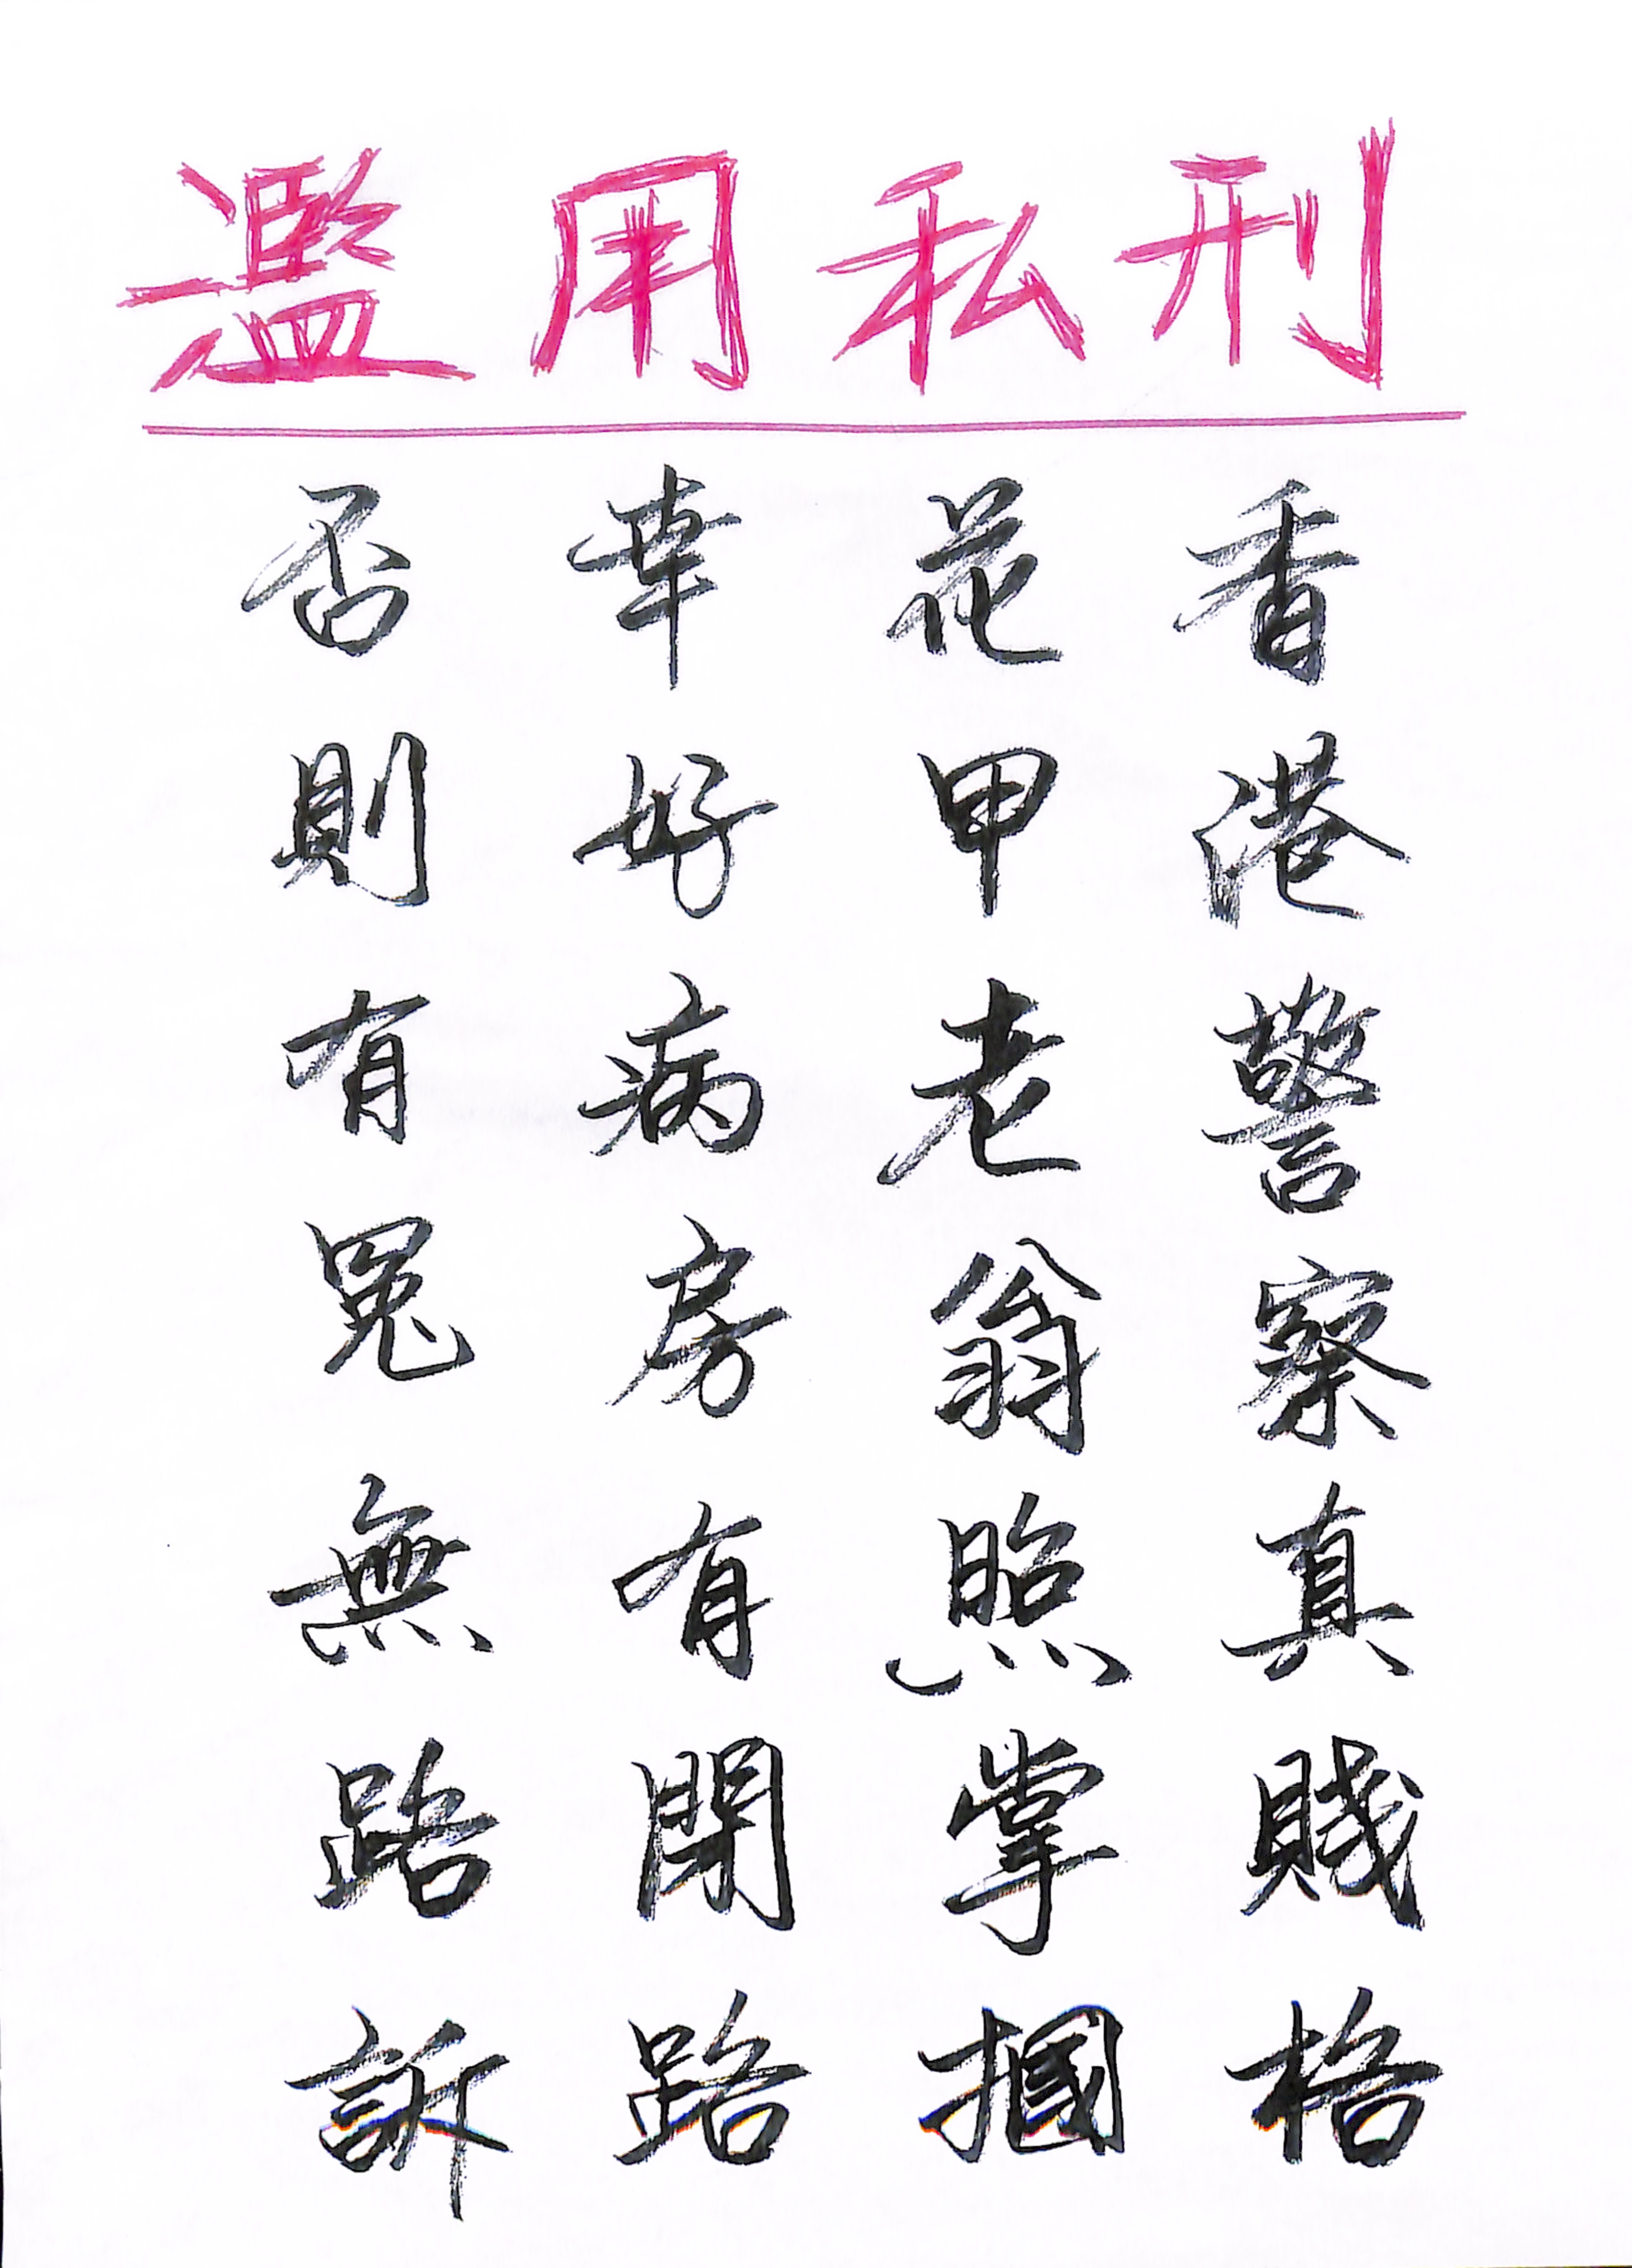 濫用私刑
香港警察真賤格
花甲老翁照掌摑
幸好病房有閉路
否則有冤無路訴